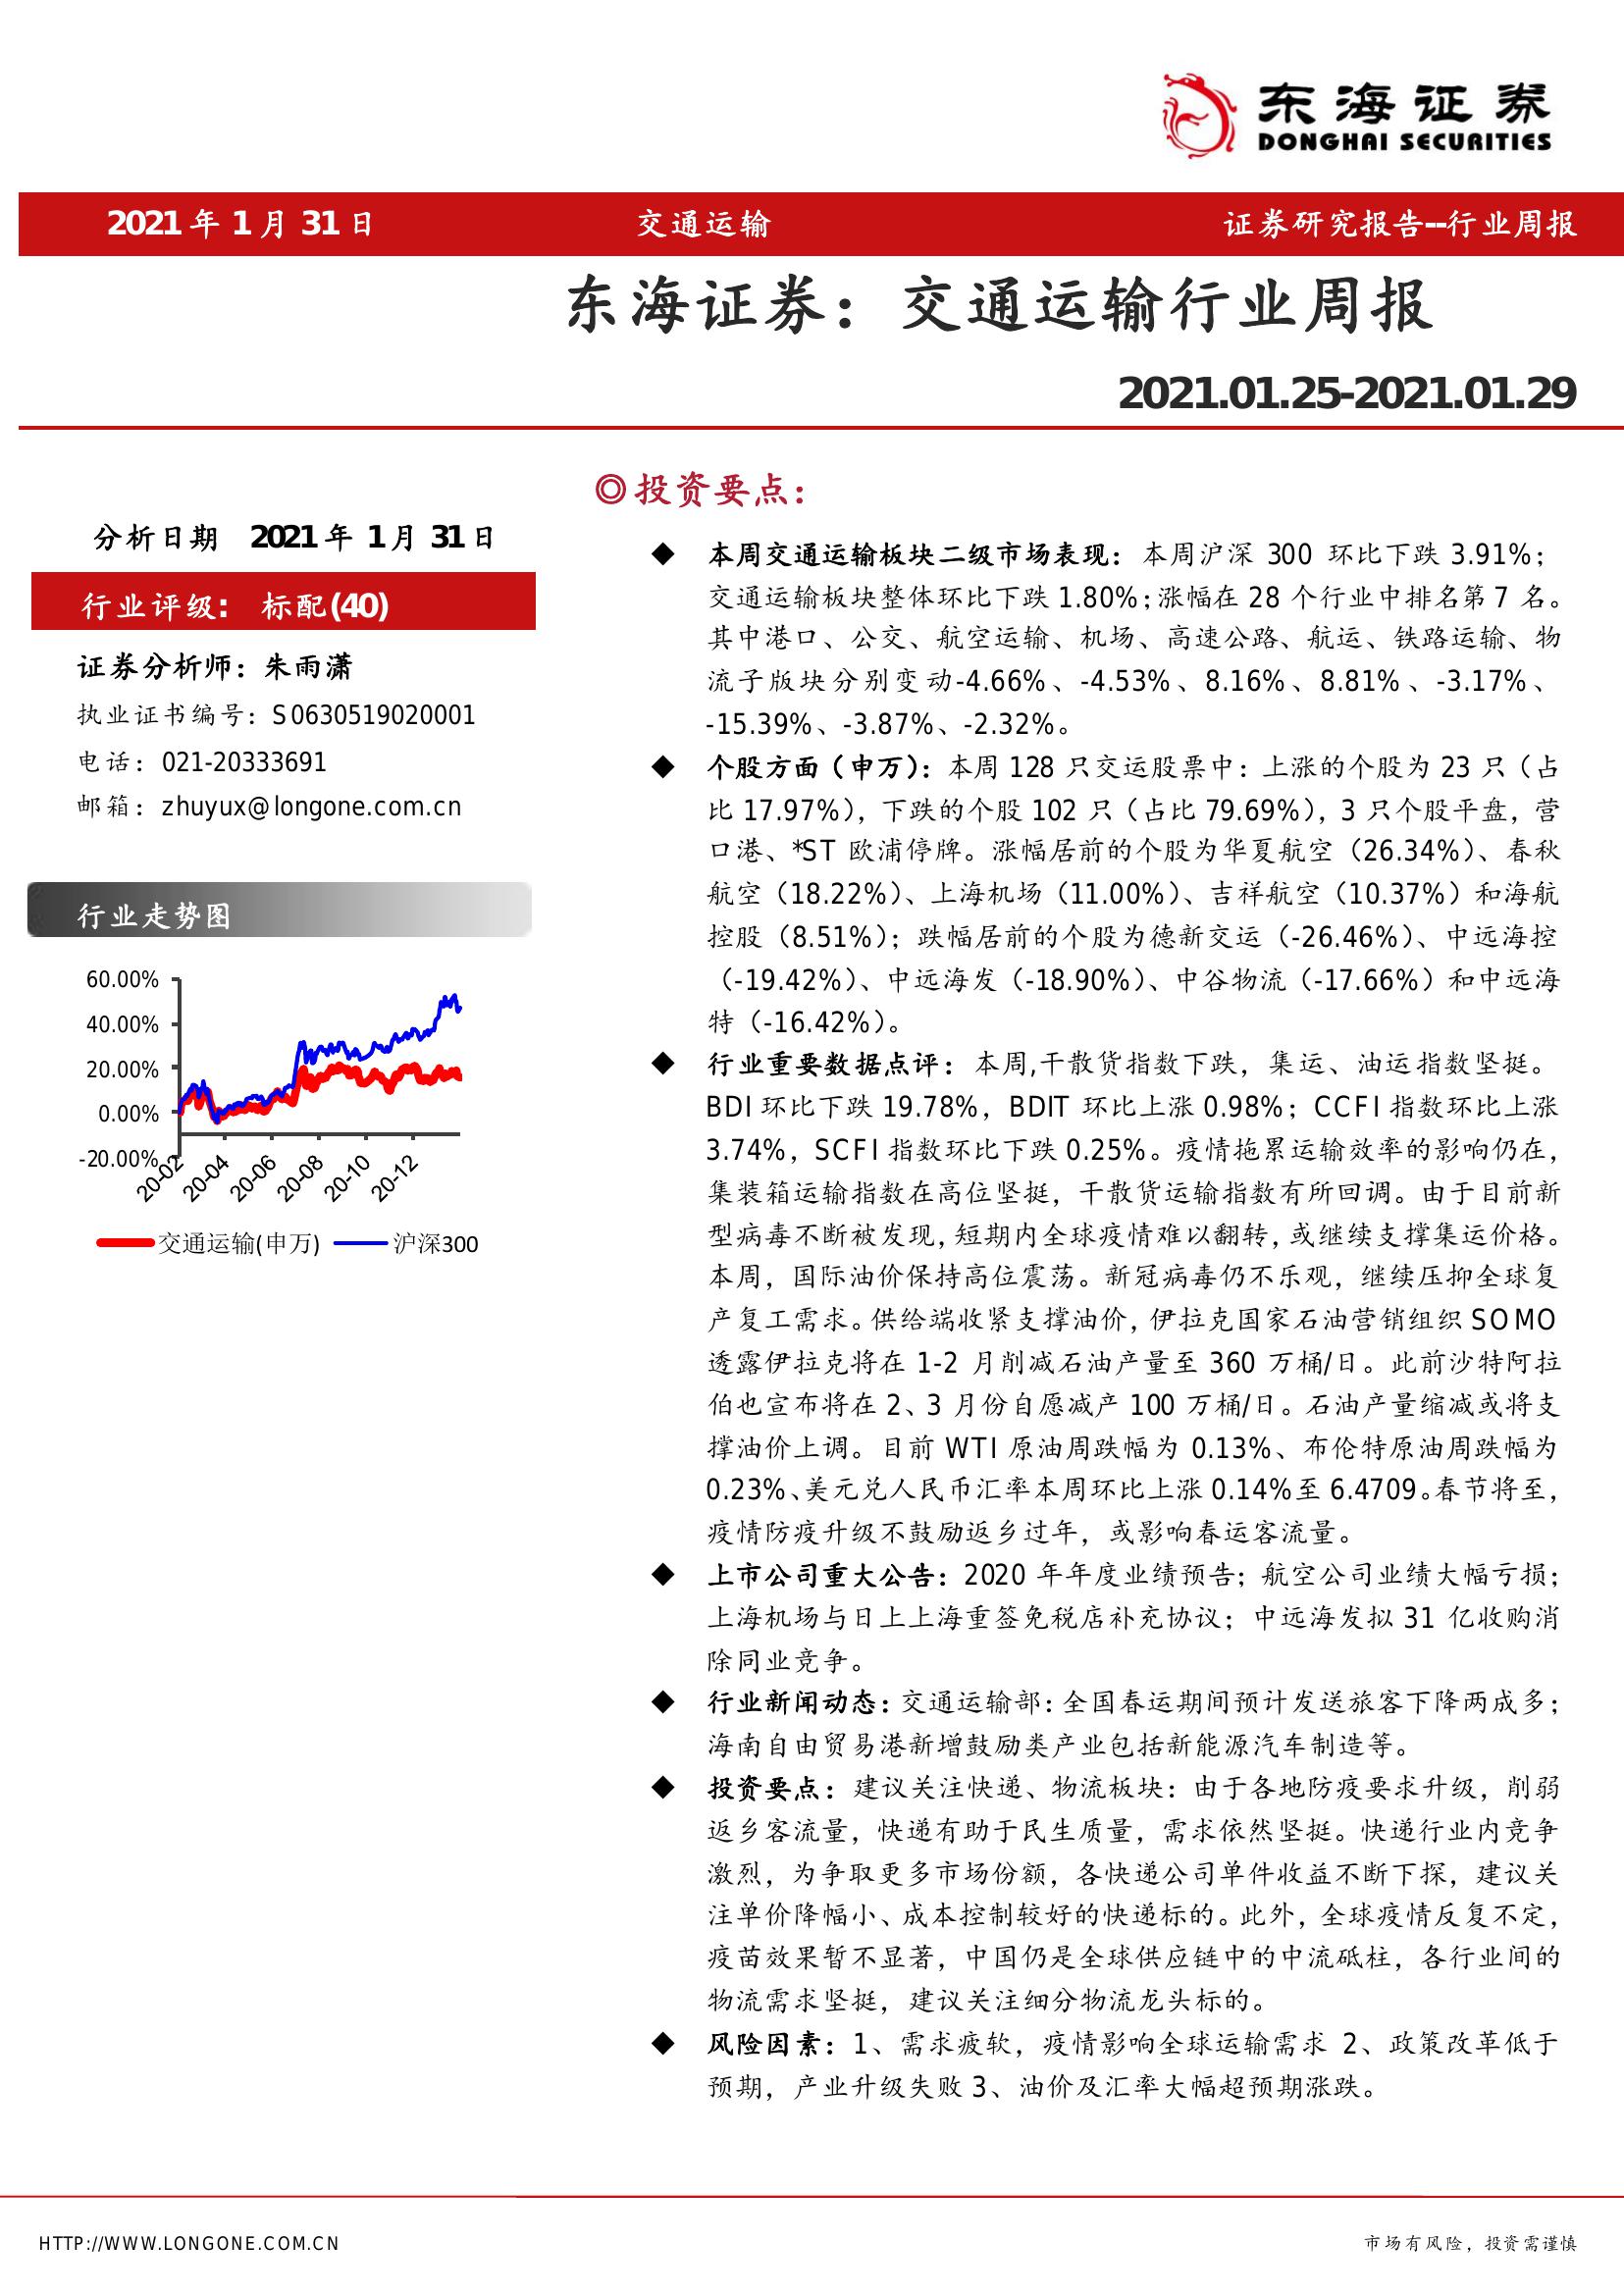 东海证券
DONGHAI SECURITIES
2021 年 1 月 31 日 交通运输 证券研究报告--行业周报
东海证券：交通运输行业周报
2021.01.25-2021.01.29
分析日期 2021 年 1 月 31 日
行业评级： 标配(40)
证券分析师：朱雨潇
执业证书编号：S0630519020001
电话：021-20333691
邮箱：zhuyux@longone.com.cn
行业走势图
60.00%
40.00%
20.00%
0.00%
-20.00%
20-02 20-04 20-06 20-08 20-10 20-12
交通运输(申万) 沪深300
◎投资要点：
◆ 本周交通运输板块二级市场表现：本周沪深 300 环比下跌 3.91%；
交通运输板块整体环比下跌 1.80%；涨幅在 28 个行业中排名第 7 名。
其中港口、公交、航空运输、机场、高速公路、航运、铁路运输、物
流子版块分别变动-4.66%、-4.53%、8.16%、8.81%、-3.17%、
-15.39%、-3.87%、-2.32%。
◆ 个股方面（申万）：本周 128 只交运股票中：上涨的个股为 23 只（占
比 17.97%），下跌的个股 102 只（占比 79.69%），3 只个股平盘，营
口港、*ST 欧浦停牌。涨幅居前的个股为华夏航空（26.34%）、春秋
航空（18.22%）、上海机场（11.00%）、吉祥航空（10.37%）和海航
控股（8.51%）；跌幅居前的个股为德新交运（-26.46%）、中远海控
（-19.42%）、中远海发（-18.90%）、中谷物流（-17.66%）和中远海
特（-16.42%）。
◆ 行业重要数据点评：本周,干散货指数下跌，集运、油运指数坚挺。
BDI 环比下跌 19.78%，BDIT 环比上涨 0.98%；CCFI 指数环比上涨
3.74%，SCFI 指数环比下跌 0.25%。疫情拖累运输效率的影响仍在，
集装箱运输指数在高位坚挺，干散货运输指数有所回调。由于目前新
型病毒不断被发现，短期内全球疫情难以翻转，或继续支撑集运价格。
本周，国际油价保持高位震荡。新冠病毒仍不乐观，继续压抑全球复
产复工需求。供给端收紧支撑油价，伊拉克国家石油营销组织 SOMO
透露伊拉克将在 1-2 月削减石油产量至 360 万桶/日。此前沙特阿拉
伯也宣布将在 2、3 月份自愿减产 100 万桶/日。石油产量缩减或将支
撑油价上调。目前 WTI 原油周跌幅为 0.13%、布伦特原油周跌幅为
0.23%、美元兑人民币汇率本周环比上涨 0.14%至 6.4709。春节将至，
疫情防疫升级不鼓励返乡过年，或影响春运客流量。
◆ 上市公司重大公告：2020 年年度业绩预告；航空公司业绩大幅亏损；
上海机场与日上上海重签免税店补充协议；中远海发拟 31 亿收购消
除同业竞争。
◆ 行业新闻动态：交通运输部：全国春运期间预计发送旅客下降两成多；
海南自由贸易港新增鼓励类产业包括新能源汽车制造等。
◆ 投资要点：建议关注快递、物流板块：由于各地防疫要求升级，削弱
返乡客流量，快递有助于民生质量，需求依然坚挺。快递行业内竞争
激烈，为争取更多市场份额，各快递公司单件收益不断下探，建议关
注单价降幅小、成本控制较好的快递标的。此外，全球疫情反复不定，
疫苗效果暂不显著，中国仍是全球供应链中的中流砥柱，各行业间的
物流需求坚挺，建议关注细分物流龙头标的。
◆ 风险因素：1、需求疲软，疫情影响全球运输需求 2、政策改革低于
预期，产业升级失败 3、油价及汇率大幅超预期涨跌。
HTTP://WWW.LONGONE.COM.CN 市场有风险，投资需谨慎